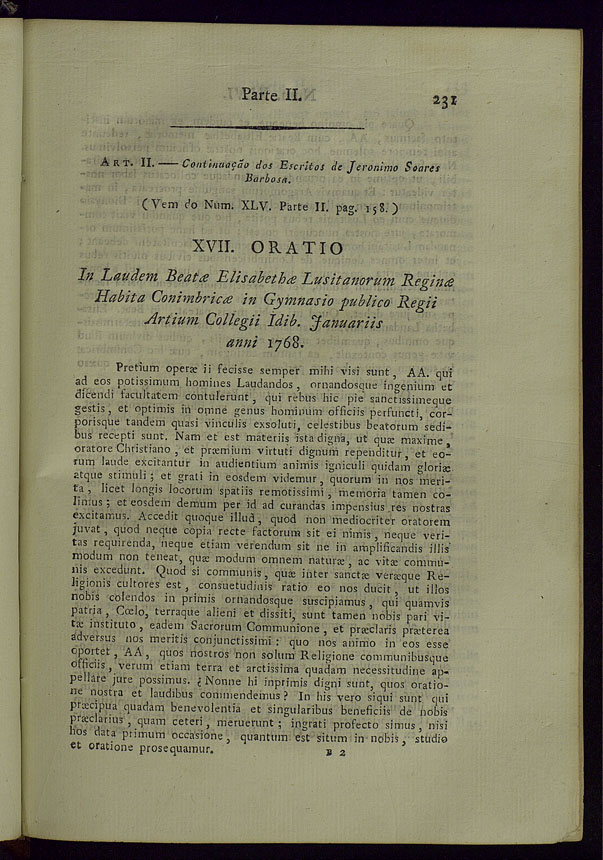 Parte II. 231
ART. II. — Continuação dos Escritos de Jeronimo Soares
Barbosa.
(Vem do Num. XLV. Parte II. pag. 158.)
XVII. ORATIO
In Laudem Beatæ Elisabethæ Lusitanorum Reginæ
Habita Conimbricæ in Gymnasio publico Regii
Artium Collegii Idib. Januariis
anni 1768.
Pretium operæ ii fecisse semper mihi visi sunt, AA. qui
ad eos potissimum homines Laudandos, ornandosque ingenium et
dicendi facultatem contulerunt, qui rebus hic pie sanctissimeque
gestis, et optimis in omne genus hominum officiis perfuncti, cor-
porisque tandem quasi vinculis exsoluti, celestibus beatorum sedi-
bus recepti sunt. Nam et est materiis ista digna, ut quæ maxime,
oratore Christiano, et præmium virtuti dignum rependitur, et eo-
rum laude excitantur in audientium animis igniculi quidam gloriæ
atque stimuli; et grati in eosdem videmur, quorum in nos meri-
ta, licet longis locorum spatiis remotissimi, memoria tamen co-
limus; et eosdem demum per id ad curandas impensius res nostras
excitamus. Accedit quoque illud, quod non mediocriter oratorem
juvat, quod neque copia recte factorum sit ei nimis, neque veri-
tas requirenda, neque etiam verendum sit ne in amplificandis illis
modum non teneat, quæ modum omnem naturæ, ac vitæ commu-
nis excedunt. Quod si communis, quæ inter sanctæ veræque Re-
ligionis cultores est, consuetudinis ratio eo nos ducit, ut illos
nobis colendos in primis ornandosque suscipiamus, qui quamvis
patria, Cœlo, terraque alieni et dissiti, sunt tamen nobis pari vi-
tæ instituto, eadem Sacrorum Communione, et præclaris præterea
adversus nos meritis conjunctissimi: quo nos animo in eos esse
oportet, AA, quos nostros non solum Religione communibusque
officiis, verum etiam terra et arctissima quadam necessitudine ap-
pellare jure possimus. ¿Nonne hi inprimis digni sunt, quos oratio-
ne nostra et laudibus commendemus? In his vero siqui sunt qui
præcipua quadam benevolentia et singularibus beneficiis de nobis
præclarius, quam ceteri, meruerunt; ingrati profecto simus, nisi
hos data primum occasione, quantum est situm in nobis, studio
et oratione prosequamur.
B 2